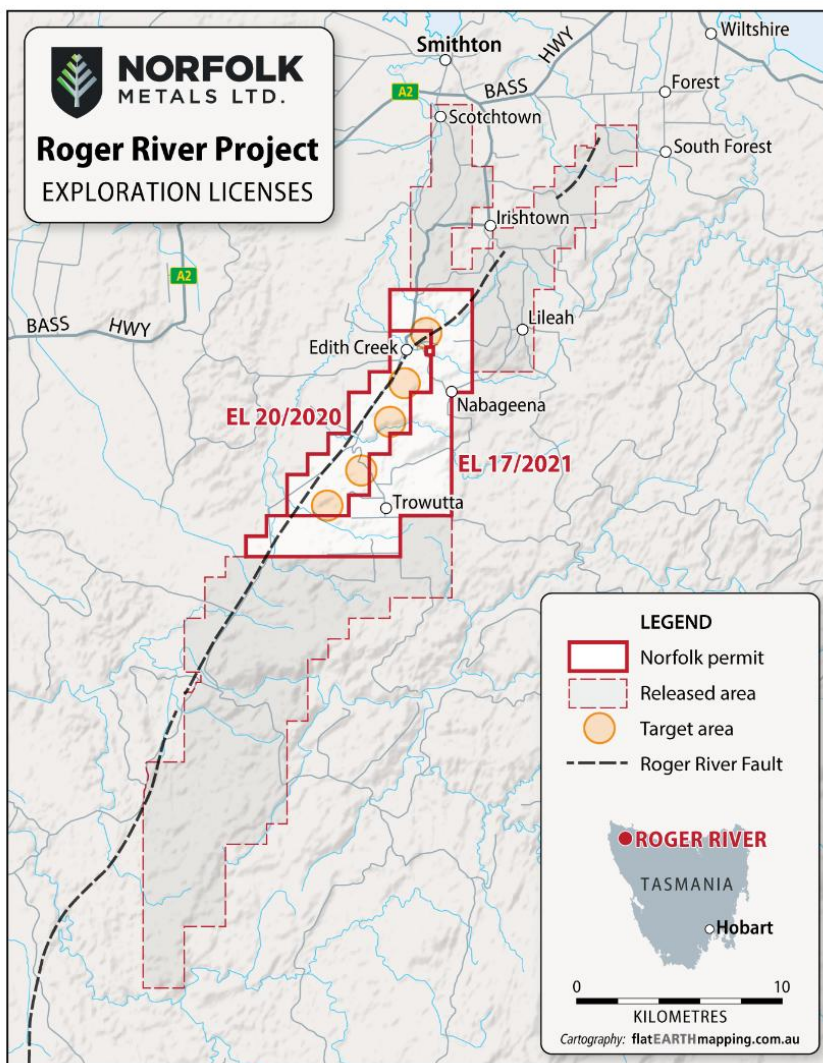 NORFOLK
METALS LTD.
Roger River Project
EXPLORATION LICENSES
Smithton
BASS
HWY
Wiltshire
A2
Scotchtown
Forest
South Forest
Irishtown
A2
BASS HWY
Lileah
Edith Creek
Nabageena
EL 20/2020
EL 17/2021
Trowutta
LEGEND
Norfolk permit
Released area
Target area
Roger River Fault
ROGER RIVER
TASMANIA
Hobart
0 10
KILOMETRES
Cartography: flatEARTHmapping.com.au